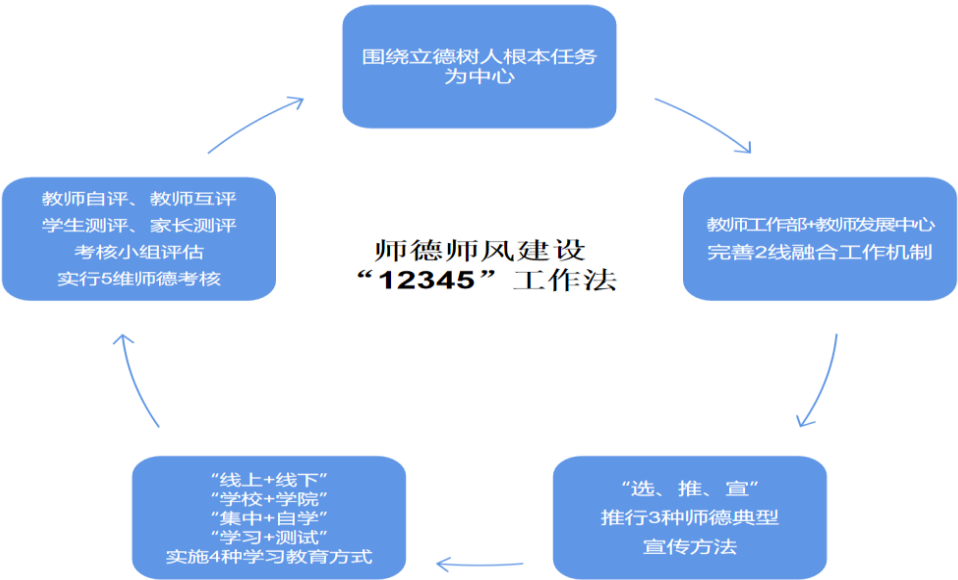 围绕立德树人根本任务
为中心
教师自评、教师互评
学生测评、家长测评
考核小组评估
实行5维师德考核
教师工作部+教师发展中心
完善2线融合工作机制
师德师风建设
“12345”工作法
“线上+线下”
“学校+学院”
“集中+自学”
“学习+测试”
实施4种学习教育方式
“选、推、宣”
推行3种师德典型
宣传方法